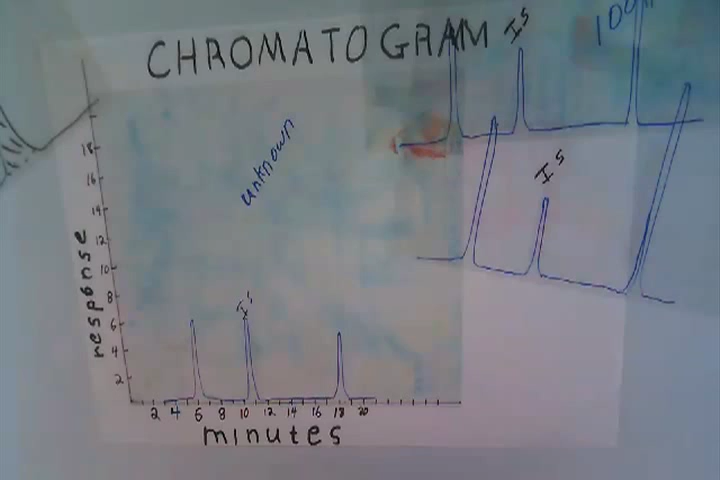 CHROMATOGRAM
IS
unknown
IS
response
18
16
14
12
10
8
6
4
2
IS
2 4 6 8 10 12 14 16 18 20
minutes